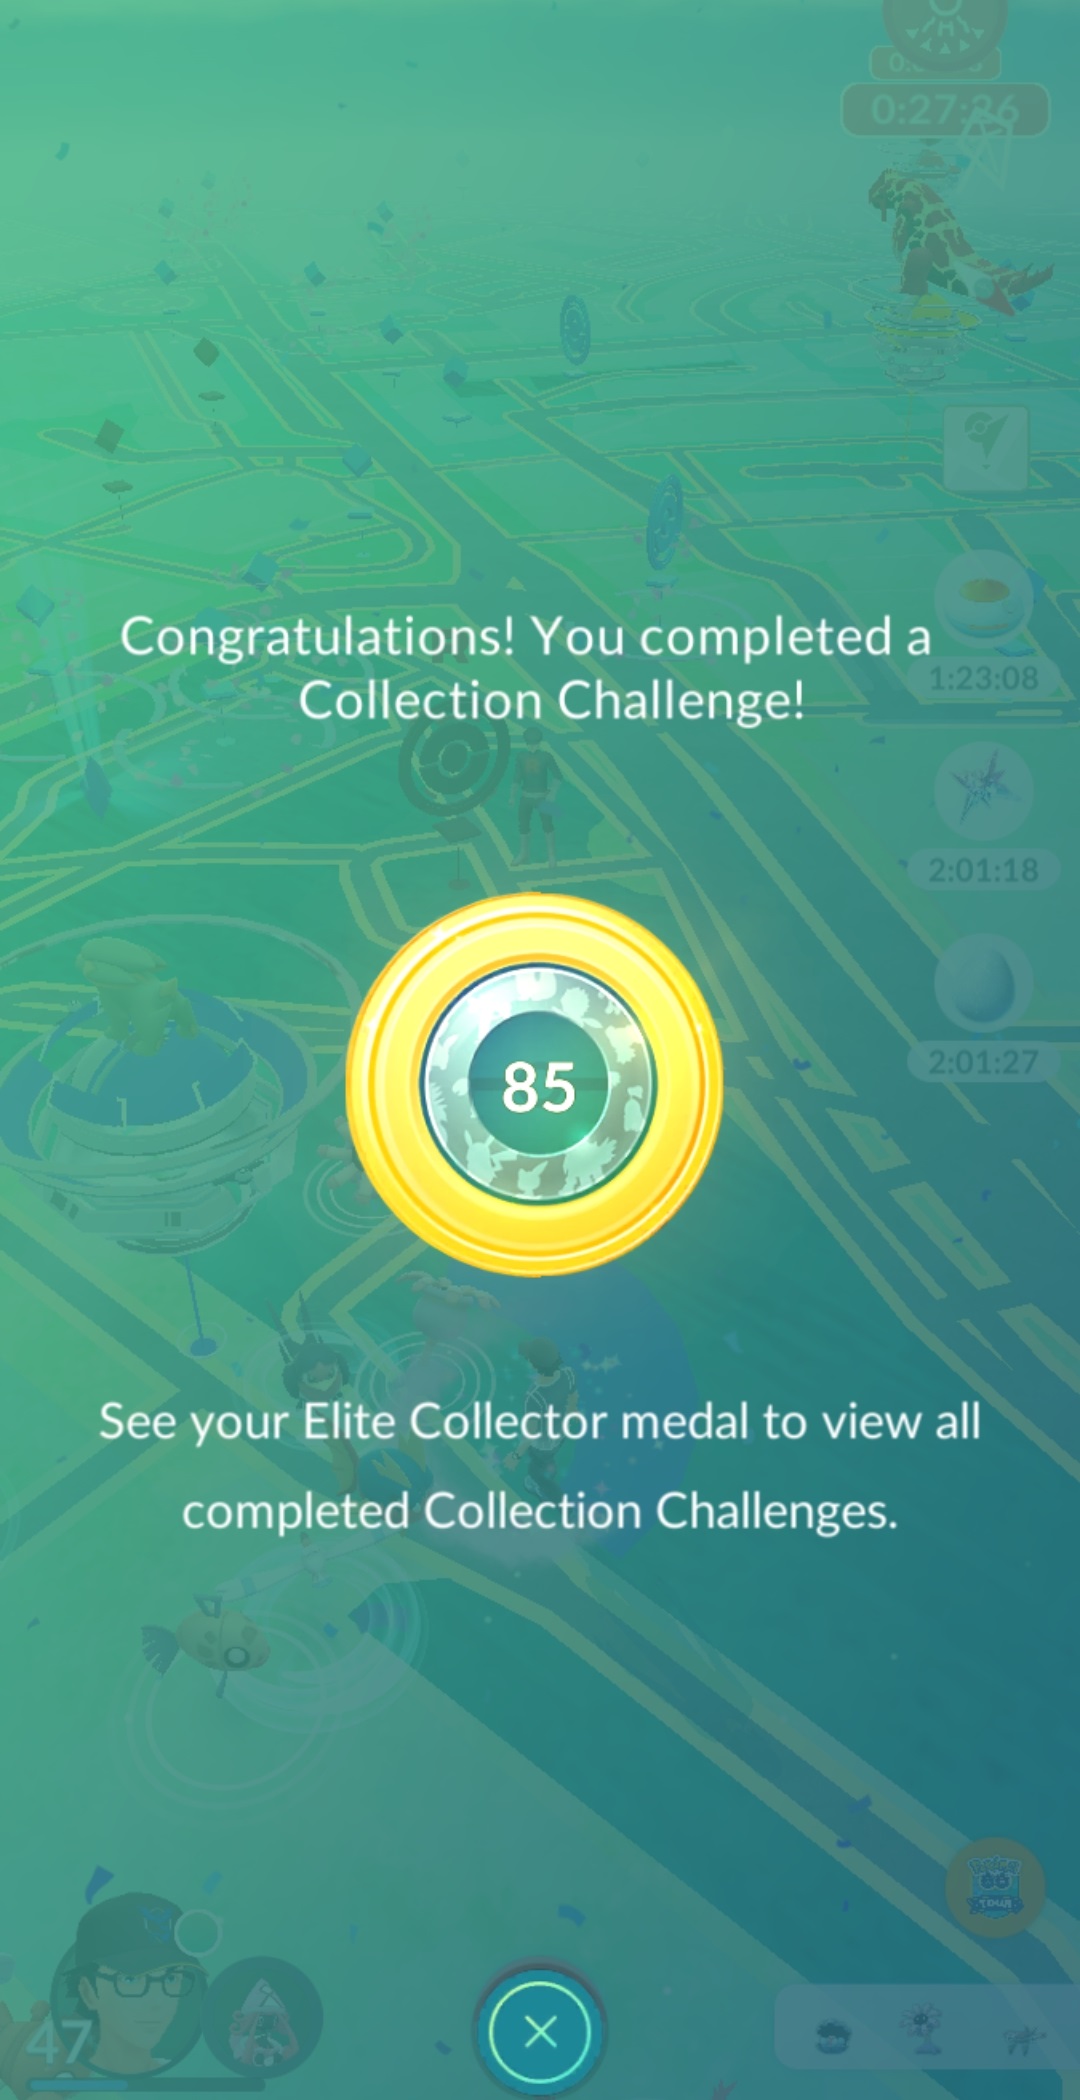 0:27:36
Congratulations! You completed a
Collection Challenge!
1:23:08
2:01:18
85
2:01:27
See your Elite Collector medal to view all
completed Collection Challenges.
TOUR
47